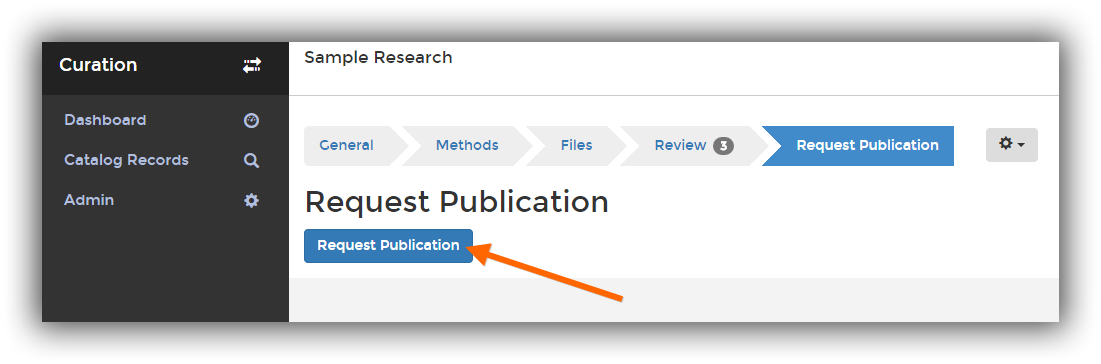 Curation
Sample Research
Dashboard
Catalog Records
Admin
General
Methods
Files
Review 3
Request Publication
Request Publication
Request Publication